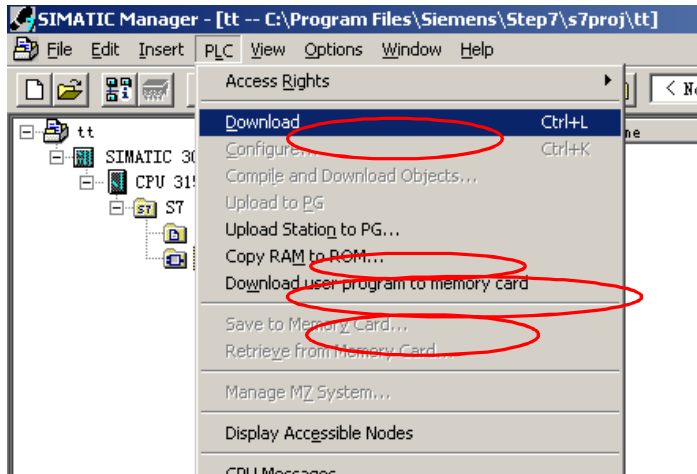 SIMATIC Manager - [tt -- C:\Program Files\Siemens\Step7\s7proj\tt]
File Edit Insert PLC View Options Window Help
Access Rights
Download Ctrl+L
Configure... Ctrl+K
Compile and Download Objects...
Upload to PG
Upload Station to PG...
Copy RAM to ROM...
Download user program to memory card
Save to Memory Card...
Retrieve from Memory Card...
Manage M7 System...
Display Accessible Nodes
CPU Messages
tt
SIMATIC
CPU
S7